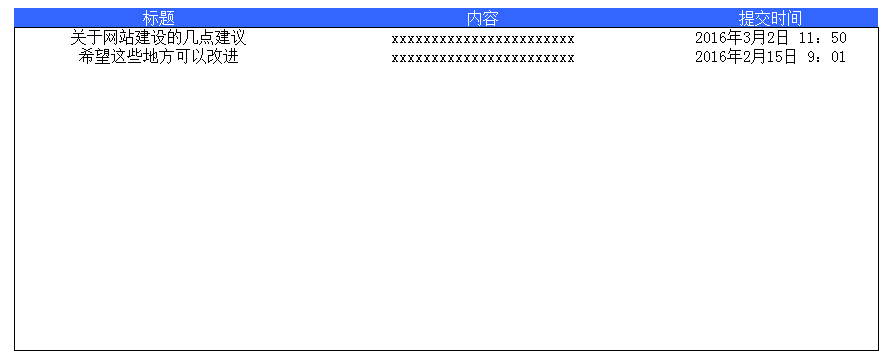 标题 内容 提交时间
关于网站建设的几点建议 xxxxxxxxxxxxxxxxxxxxxxx 2016年3月2日 11：50
希望这些地方可以改进 xxxxxxxxxxxxxxxxxxxxxxx 2016年2月15日 9：01